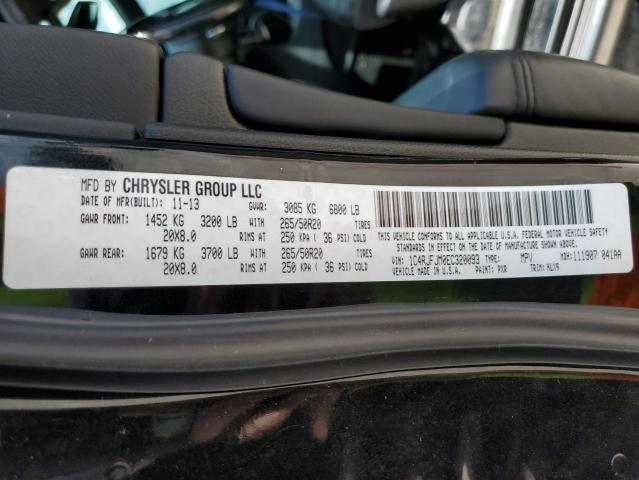 MFD BY CHRYSLER GROUP LLC
DATE OF MFR(BUILT): 11-13 GVWR: 3085 KG 6800 LB
GAWR FRONT: 1452 KG 3200 LB WITH 265/50R20 TIRES
20X8.0 RIMS AT 250 KPA ( 36 PSI) COLD
GAWR REAR: 1679 KG 3700 LB WITH 265/50R20 TIRES
20X8.0 RIMS AT 250 KPA ( 36 PSI) COLD
THIS VEHICLE CONFORMS TO ALL APPLICABLE U.S.A. FEDERAL MOTOR VEHICLE SAFETY
STANDARDS IN EFFECT ON THE DATE OF MANUFACTURE SHOWN ABOVE.
VIN: 1C4RJFJM0EC320093 TYPE: MPV MDH: 111907 041AA
VEHICLE MADE IN U.S.A. PAINT: PXR TRIM: HLX9